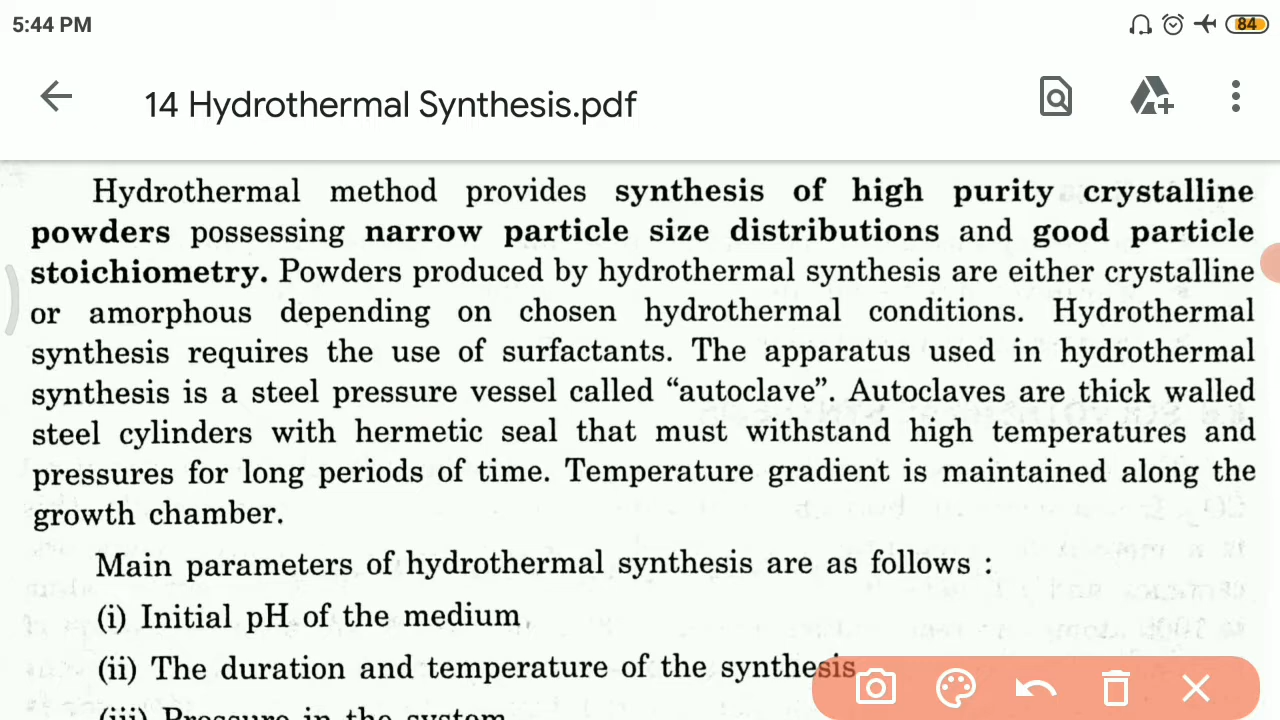 5:44 PM
84
14 Hydrothermal Synthesis.pdf
Hydrothermal method provides synthesis of high purity crystalline
powders possessing narrow particle size distributions and good particle
stoichiometry. Powders produced by hydrothermal synthesis are either crystalline
or amorphous depending on chosen hydrothermal conditions. Hydrothermal
synthesis requires the use of surfactants. The apparatus used in hydrothermal
synthesis is a steel pressure vessel called “autoclave”. Autoclaves are thick walled
steel cylinders with hermetic seal that must withstand high temperatures and
pressures for long periods of time. Temperature gradient is maintained along the
growth chamber.
Main parameters of hydrothermal synthesis are as follows :
(i) Initial pH of the medium
(ii) The duration and temperature of the synthesis
(iii) Pressure in the system